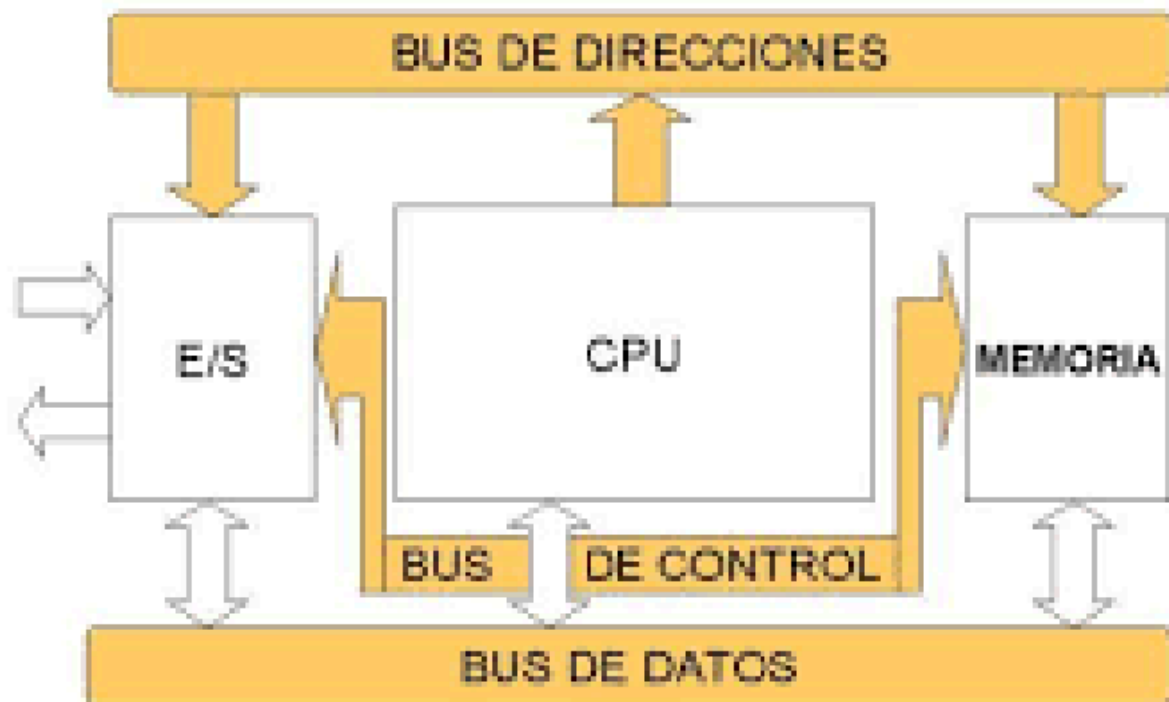 BUS DE DIRECCIONES
E/S
CPU
MEMORIA
BUS DE CONTROL
BUS DE DATOS